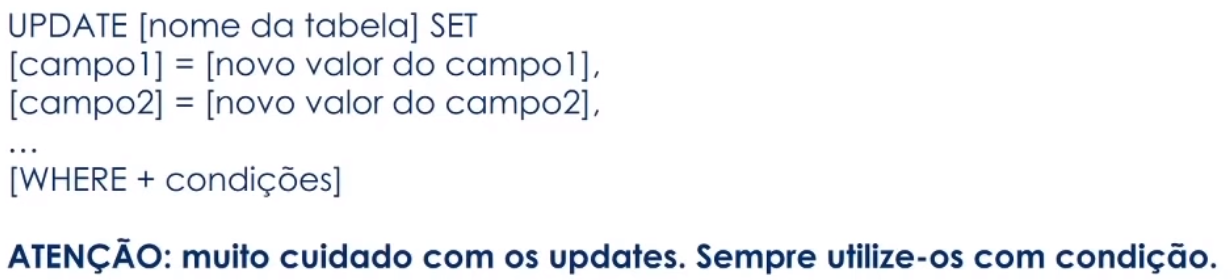 UPDATE [nome da tabela] SET
[campo1] = [novo valor do campo1],
[campo2] = [novo valor do campo2],
...
[WHERE + condições]
ATENÇÃO: muito cuidado com os updates. Sempre utilize-os com condição.